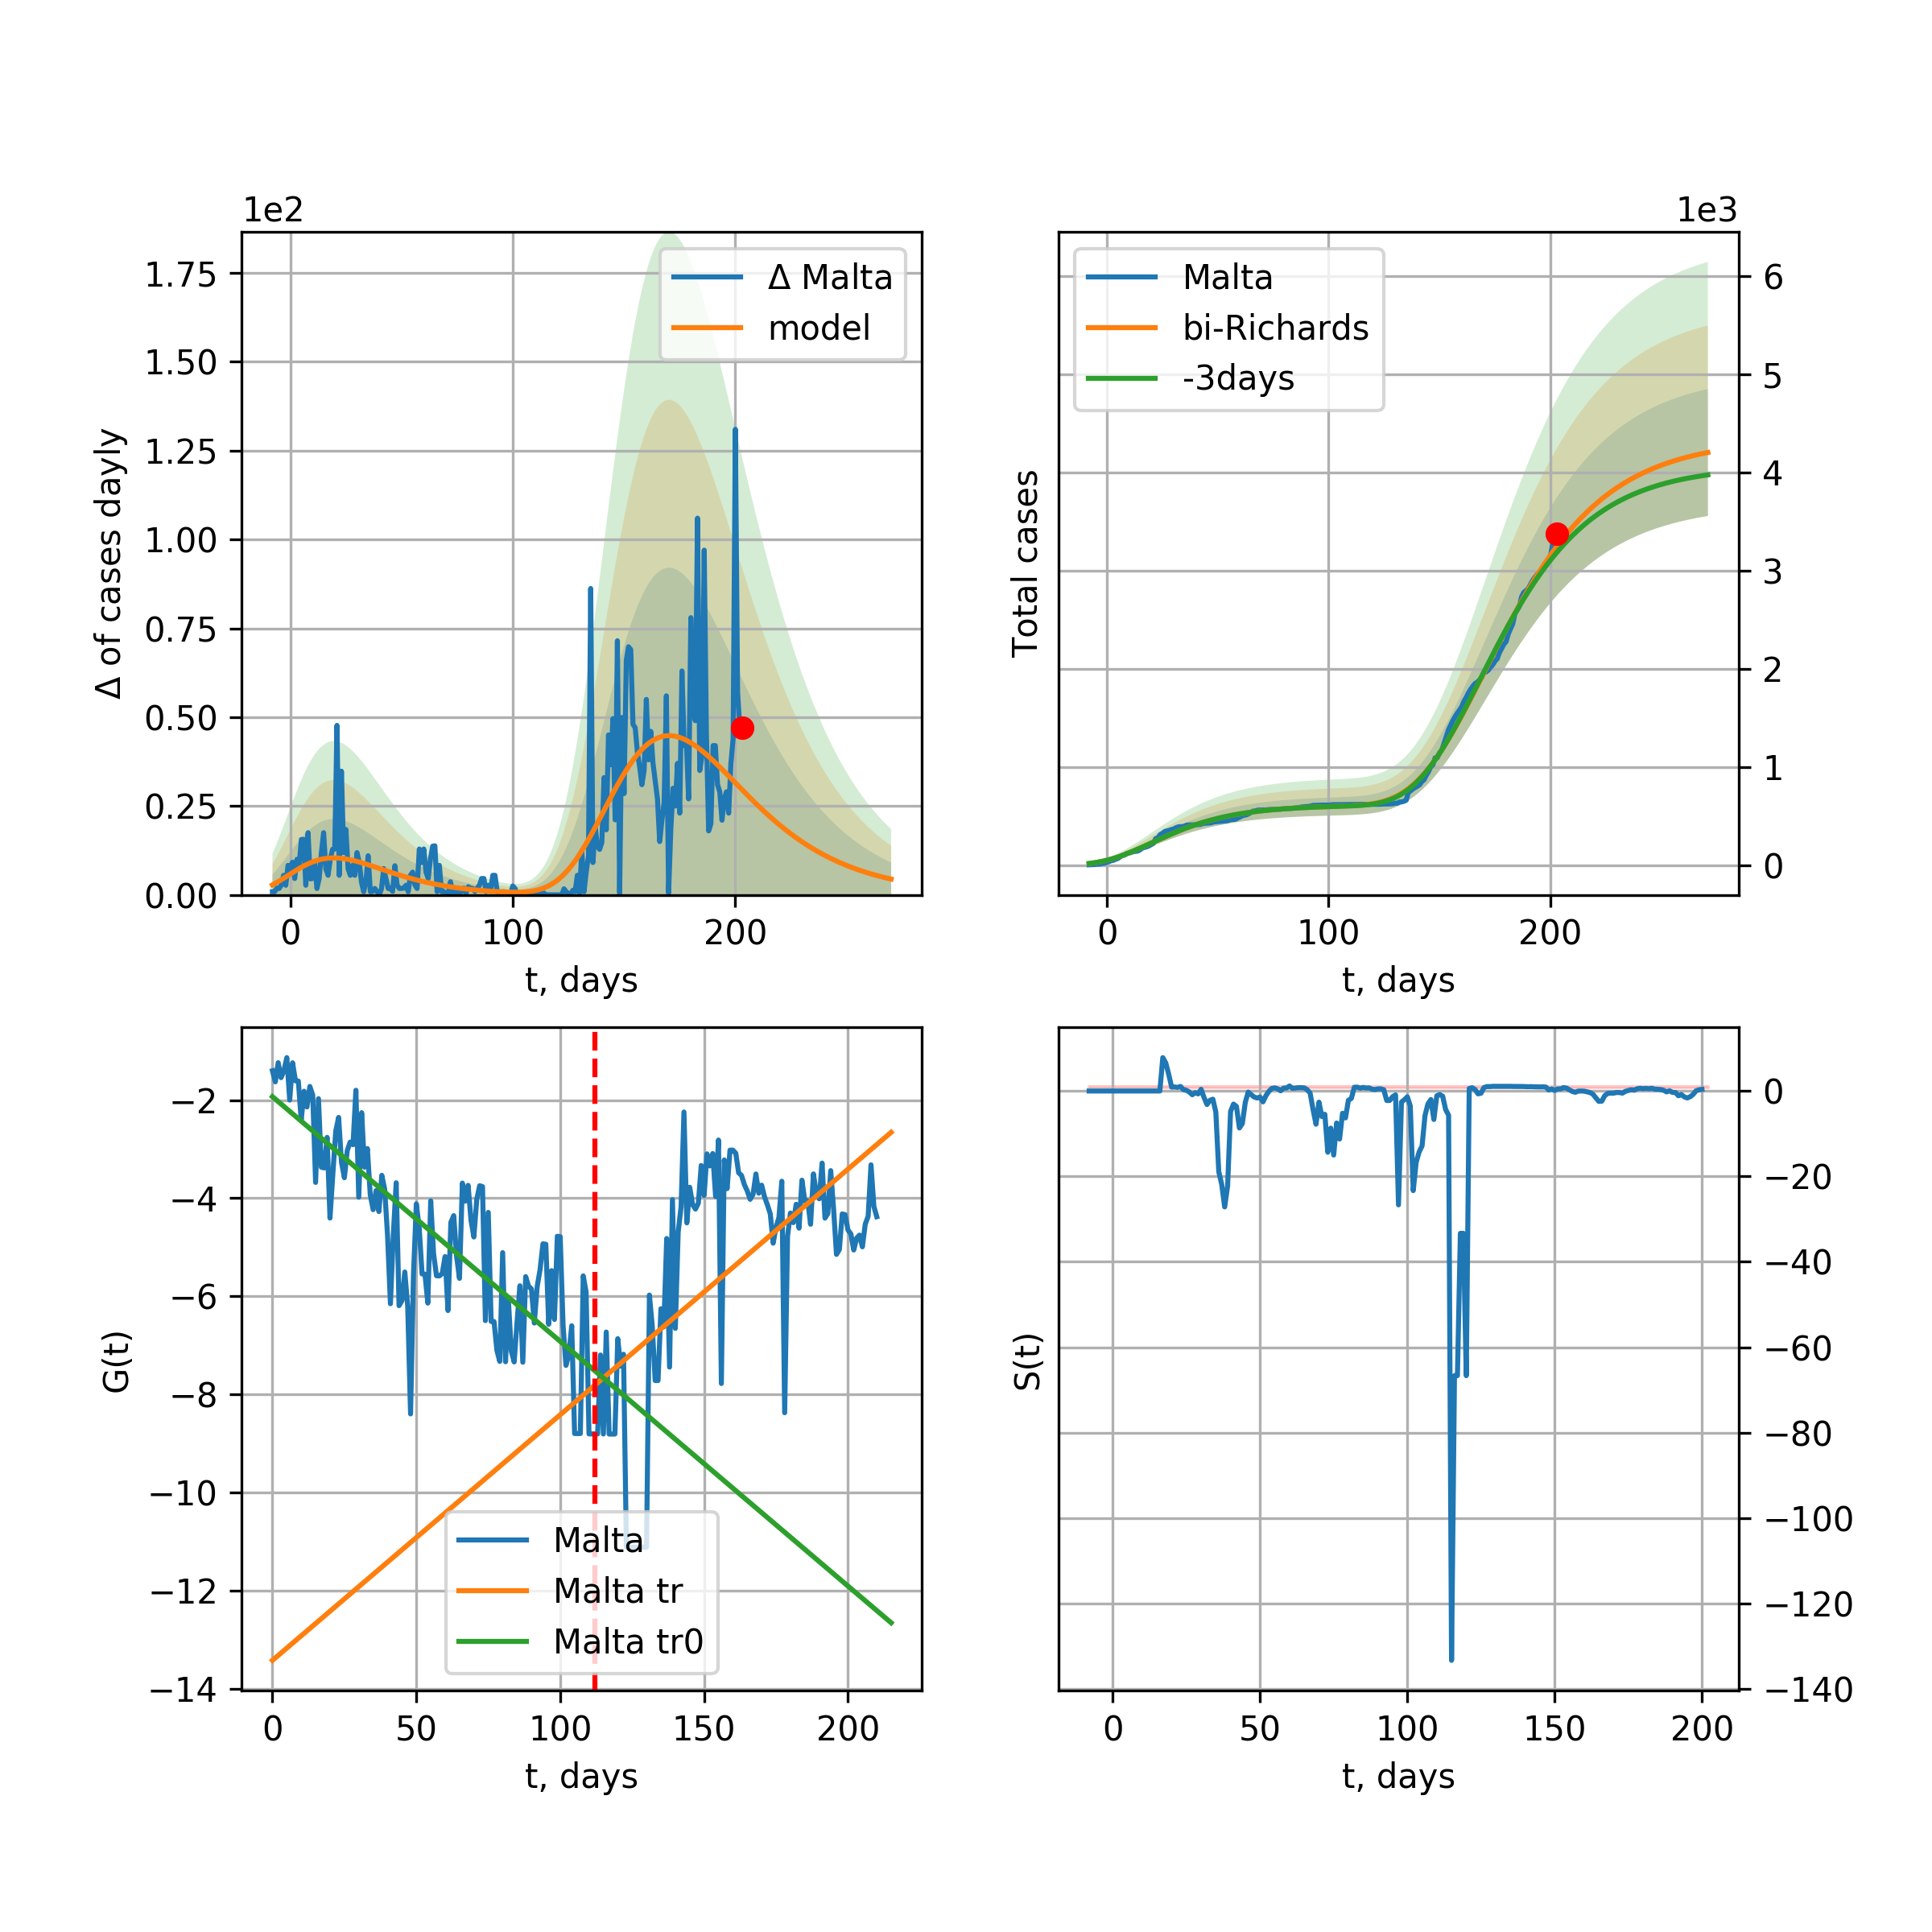 1e2
1.75
1.50
1.25
1.00
0.75
0.50
0.25
0.00
Δ of cases dayly
0 100 200
t, days
Δ Malta
model
1e3
6
5
4
3
2
1
0
Total cases
0 100 200
t, days
Malta
bi-Richards
-3days
−2
−4
−6
−8
−10
−12
−14
G(t)
0 50 100 150 200
t, days
Malta
Malta tr
Malta tr0
0
−20
−40
−60
−80
−100
−120
−140
S(t)
0 50 100 150 200
t, days